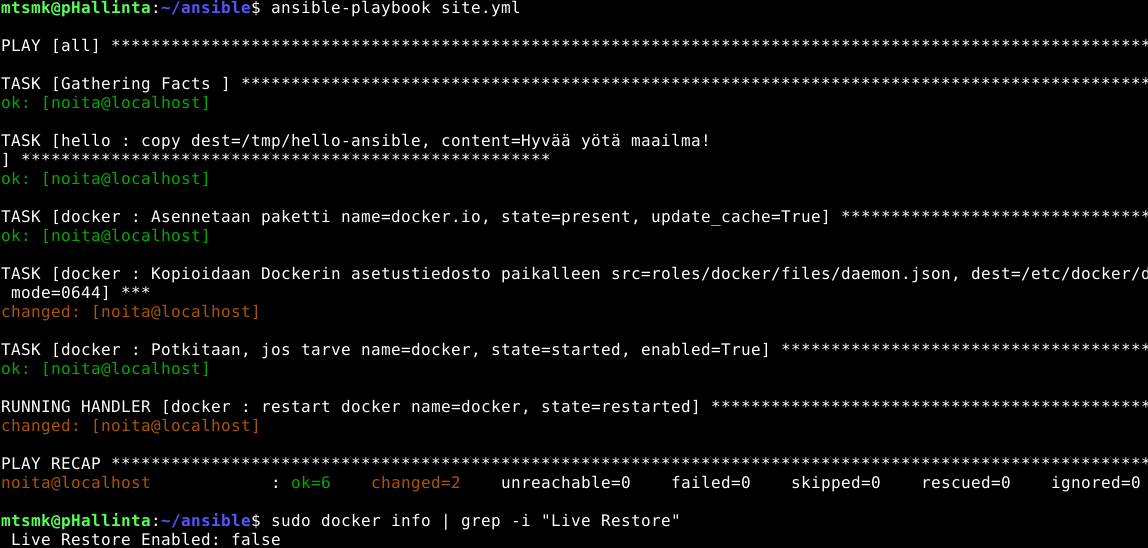 mtsmk@pHallinta:~/ansible$ ansible-playbook site.yml
PLAY [all] ********************************************************************************************************
TASK [Gathering Facts ] *******************************************************************************************
ok: [noita@localhost]
TASK [hello : copy dest=/tmp/hello-ansible, content=Hyvää yötä maailma!
] *****************************************************
ok: [noita@localhost]
TASK [docker : Asennetaan paketti name=docker.io, state=present, update_cache=True] *******************************
ok: [noita@localhost]
TASK [docker : Kopioidaan Dockerin asetustiedosto paikalleen src=roles/docker/files/daemon.json, dest=/etc/docker/d
mode=0644] ***
changed: [noita@localhost]
TASK [docker : Potkitaan, jos tarve name=docker, state=started, enabled=True] *************************************
ok: [noita@localhost]
RUNNING HANDLER [docker : restart docker name=docker, state=restarted] ********************************************
changed: [noita@localhost]
PLAY RECAP ********************************************************************************************************
noita@localhost            : ok=6    changed=2    unreachable=0    failed=0    skipped=0    rescued=0    ignored=0
mtsmk@pHallinta:~/ansible$ sudo docker info | grep -i "Live Restore"
Live Restore Enabled: false